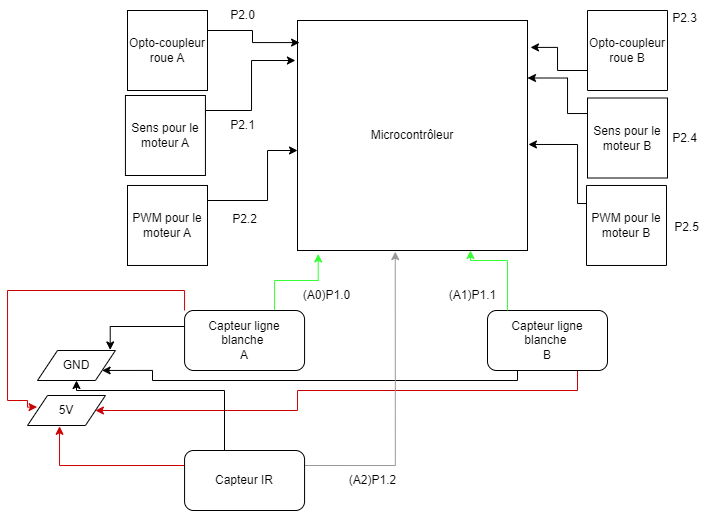 P2.0
P2.3
Opto-coupleur
roue A
Opto-coupleur
roue B
Sens pour le
moteur A
P2.1
Microcontrôleur
Sens pour le
moteur B
P2.4
PWM pour le
moteur A
P2.2
PWM pour le
moteur B
P2.5
(A0)P1.0
(A1)P1.1
Capteur ligne
blanche
A
Capteur ligne
blanche
B
GND
5V
Capteur IR
(A2)P1.2